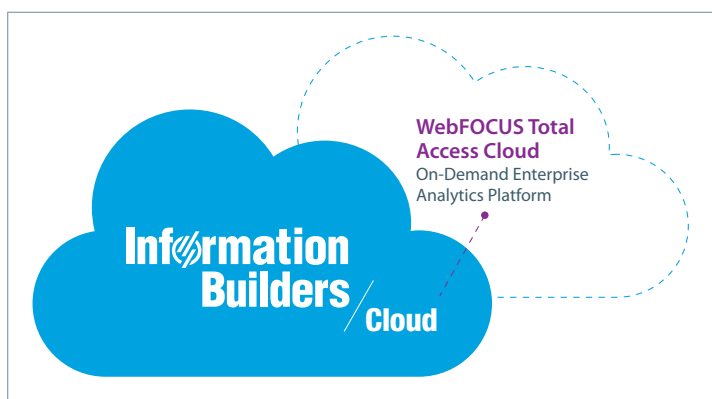 WebFOCUS Total
Access Cloud
On-Demand Enterprise
Analytics Platform
Information
Builders
Cloud